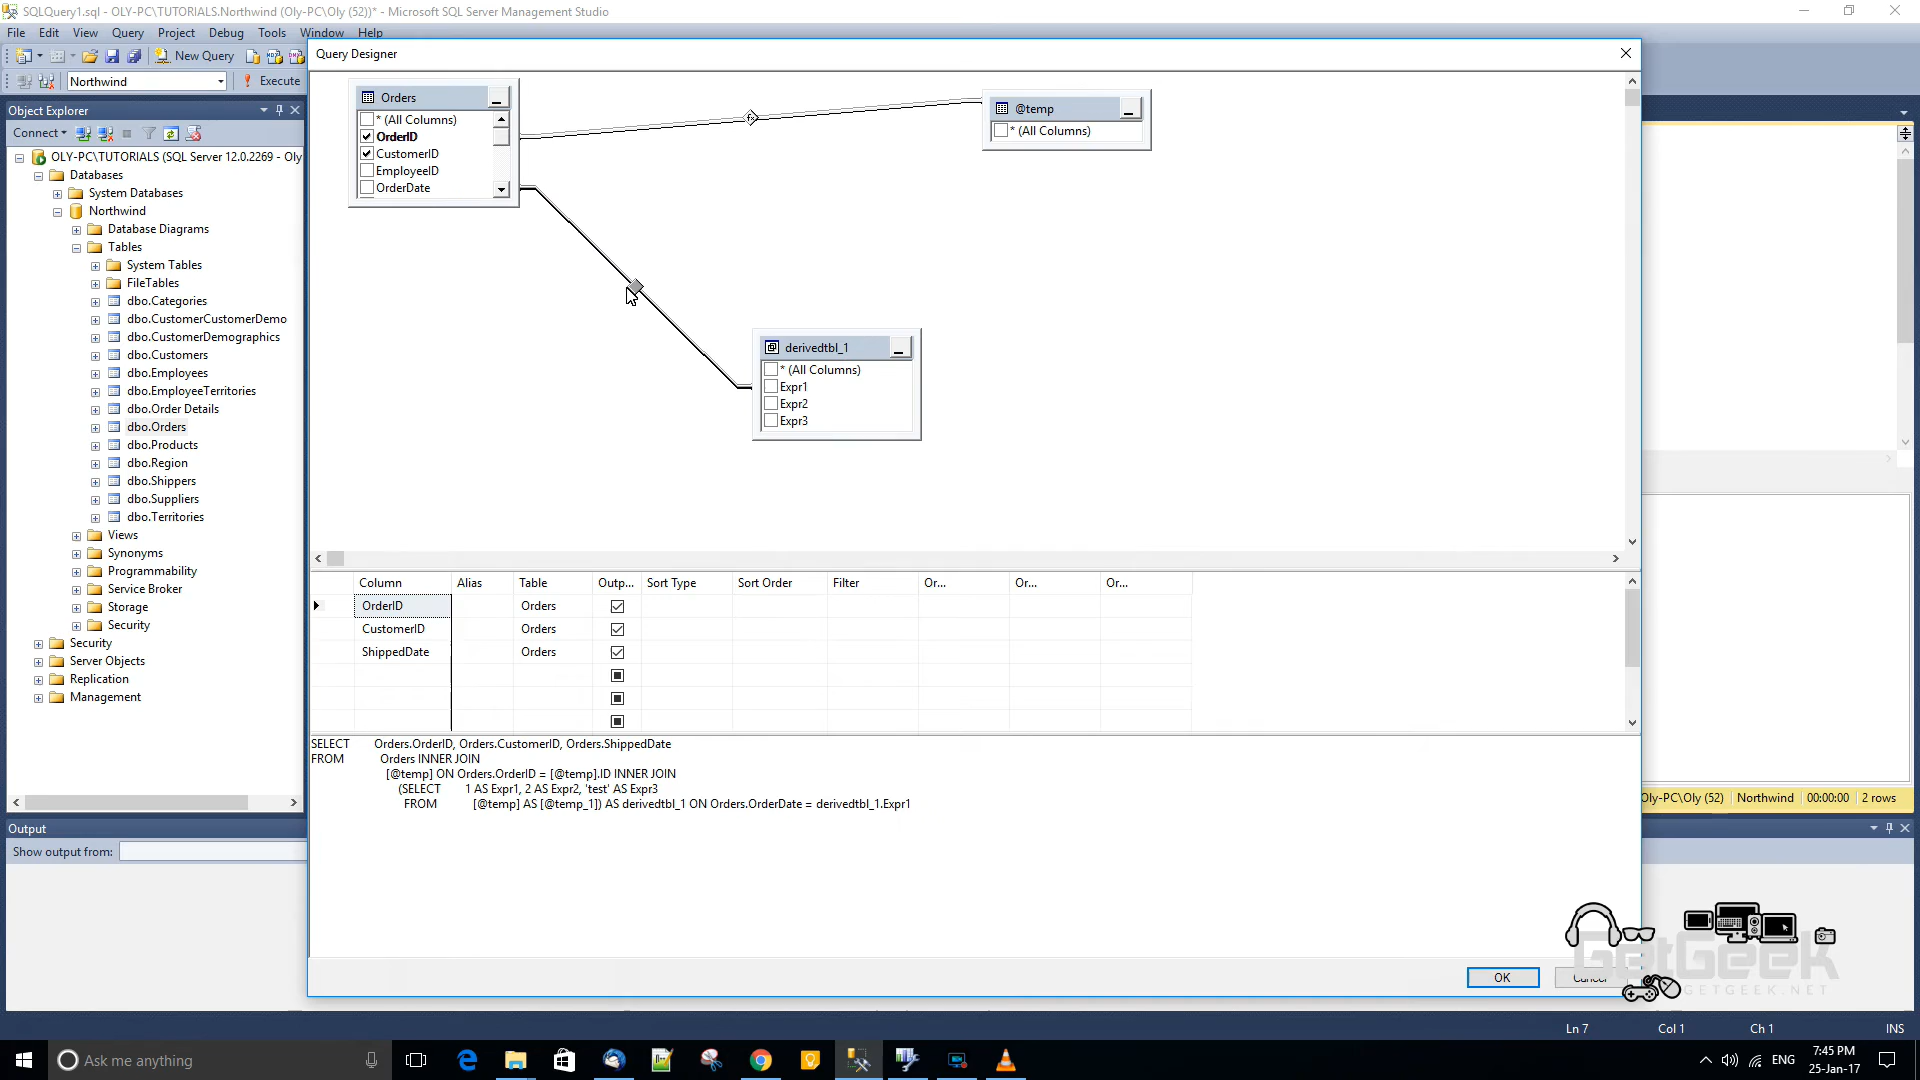 SQLQuery1.sql - OLY-PC\TUTORIALS.Northwind (Oly-PC\Oly (52))* - Microsoft SQL Server Management Studio
File Edit View Query Project Debug Tools Window Help
New Query
Northwind
Execute
Object Explorer
Connect
OLY-PC\TUTORIALS (SQL Server 12.0.2269 - Oly
Databases
System Databases
Northwind
Database Diagrams
Tables
System Tables
FileTables
dbo.Categories
dbo.CustomerCustomerDemo
dbo.CustomerDemographics
dbo.Customers
dbo.Employees
dbo.EmployeeTerritories
dbo.Order Details
dbo.Orders
dbo.Products
dbo.Region
dbo.Shippers
dbo.Suppliers
dbo.Territories
Views
Synonyms
Programmability
Service Broker
Storage
Security
Security
Server Objects
Replication
Management
Query Designer
Orders
* (All Columns)
OrderID
CustomerID
EmployeeID
OrderDate
@temp
* (All Columns)
derivedtbl_1
* (All Columns)
Expr1
Expr2
Expr3
Column Alias Table Outp... Sort Type Sort Order Filter Or... Or... Or...
OrderID Orders
CustomerID Orders
ShippedDate Orders
SELECT Orders.OrderID, Orders.CustomerID, Orders.ShippedDate
FROM Orders INNER JOIN
[@temp] ON Orders.OrderID = [@temp].ID INNER JOIN
(SELECT 1 AS Expr1, 2 AS Expr2, 'test' AS Expr3
FROM [@temp] AS [@temp_1]) AS derivedtbl_1 ON Orders.OrderDate = derivedtbl_1.Expr1
OK Cancel
Oly-PC\Oly (52) Northwind 00:00:00 2 rows
Output
Show output from:
GetGeek
GETGEEK.NET
Ln 7 Col 1 Ch 1 INS
Ask me anything
ENG
7:45 PM
25-Jan-17